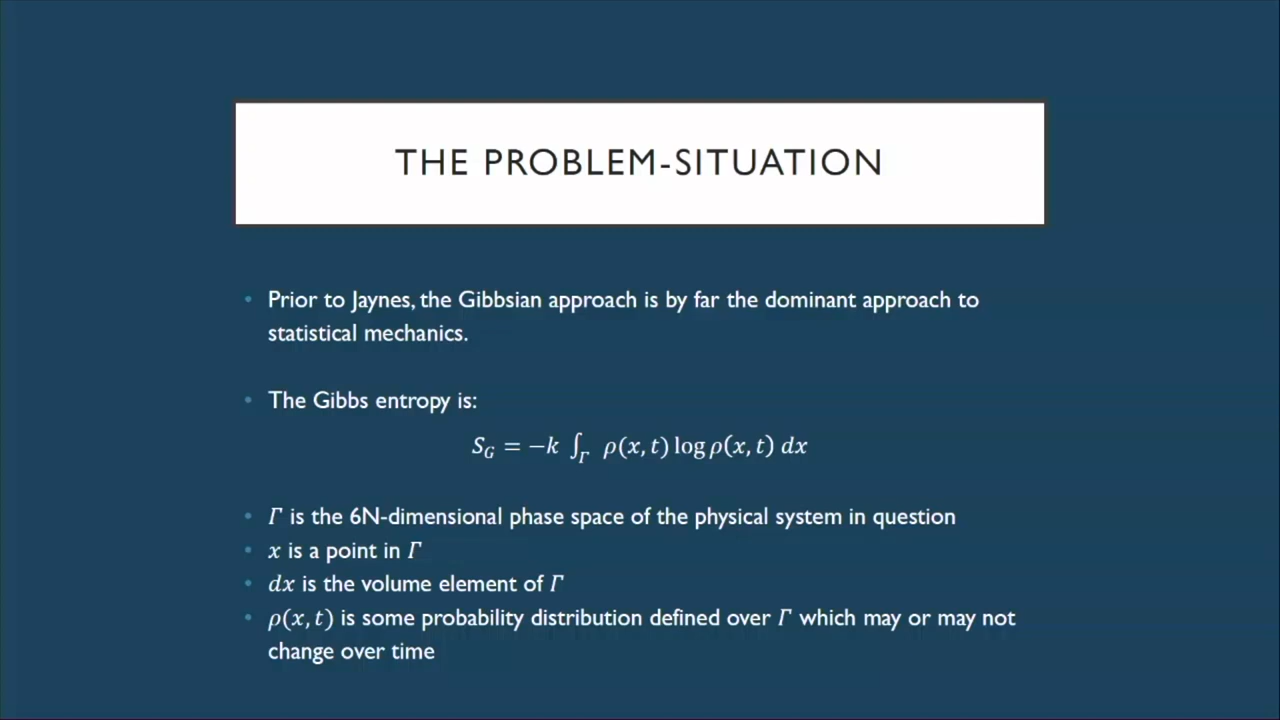 THE PROBLEM-SITUATION
• Prior to Jaynes, the Gibbsian approach is by far the dominant approach to
statistical mechanics.
• The Gibbs entropy is:
S_G = −k ∫_Γ ρ(x, t) log ρ(x, t) dx
• Γ is the 6N-dimensional phase space of the physical system in question
• x is a point in Γ
• dx is the volume element of Γ
• ρ(x, t) is some probability distribution defined over Γ which may or may not
change over time